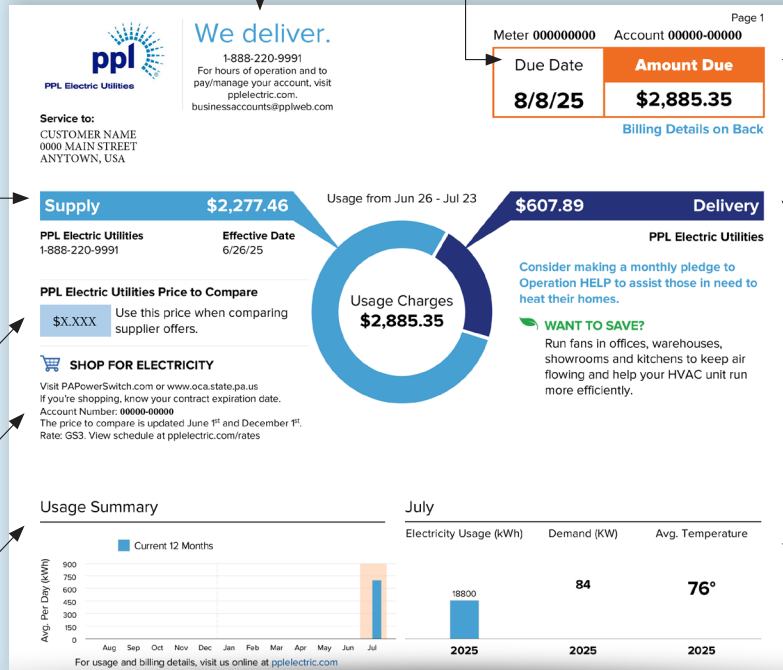 Page 1
ppl
PPL Electric Utilities
We deliver.
1-888-220-9991
For hours of operation and to
pay/manage your account, visit
pplelectric.com.
businessaccounts@pplweb.com
Meter 000000000 Account 00000-00000
Due Date
8/8/25
Amount Due
$2,885.35
Billing Details on Back
Service to:
CUSTOMER NAME
0000 MAIN STREET
ANYTOWN, USA
Supply $2,277.46
PPL Electric Utilities
1-888-220-9991
Effective Date
6/26/25
Usage from Jun 26 - Jul 23
Usage Charges
$2,885.35
$607.89 Delivery
PPL Electric Utilities
PPL Electric Utilities Price to Compare
$X.XXX
Use this price when comparing
supplier offers.
SHOP FOR ELECTRICITY
Visit PAPowerSwitch.com or www.oca.state.pa.us
If you're shopping, know your contract expiration date.
Account Number: 00000-00000
The price to compare is updated June 1st and December 1st.
Rate: GS3. View schedule at pplelectric.com/rates
Consider making a monthly pledge to
Operation HELP to assist those in need to
heat their homes.
WANT TO SAVE?
Run fans in offices, warehouses,
showrooms and kitchens to keep air
flowing and help your HVAC unit run
more efficiently.
Usage Summary
Current 12 Months
Avg. Per Day (kWh)
900
750
600
450
300
150
0
Aug Sep Oct Nov Dec Jan Feb Mar Apr May Jun Jul
For usage and billing details, visit us online at pplelectric.com
July
Electricity Usage (kWh) Demand (KW) Avg. Temperature
18800
84
76°
2025 2025 2025